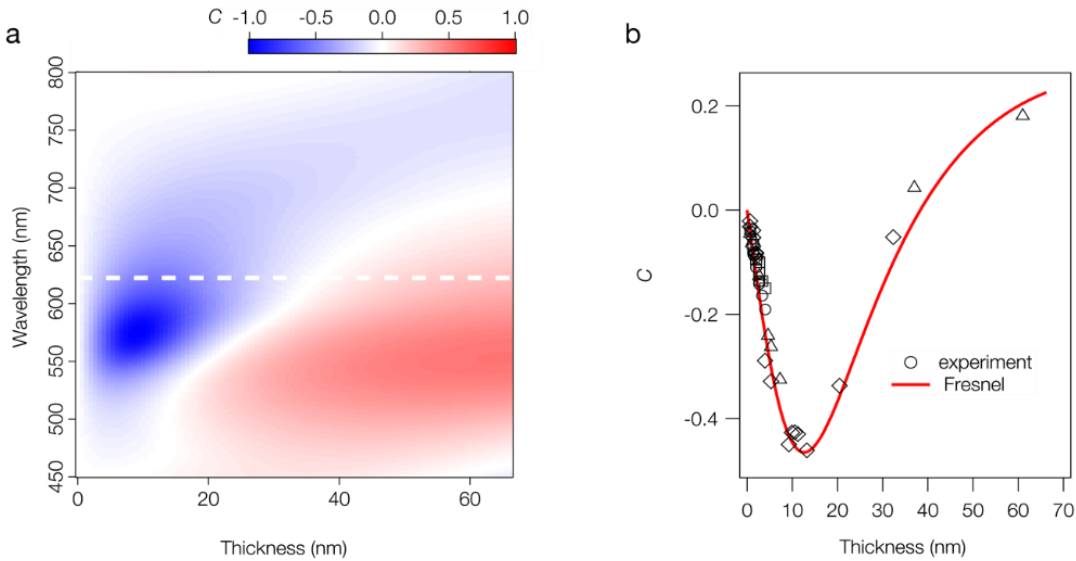 a
C -1.0 -0.5 0.0 0.5 1.0
Wavelength (nm)
800
750
700
650
600
550
500
450
0 20 40 60
Thickness (nm)
b
C
0.2
0.0
-0.2
-0.4
experiment
Fresnel
0 10 20 30 40 50 60 70
Thickness (nm)